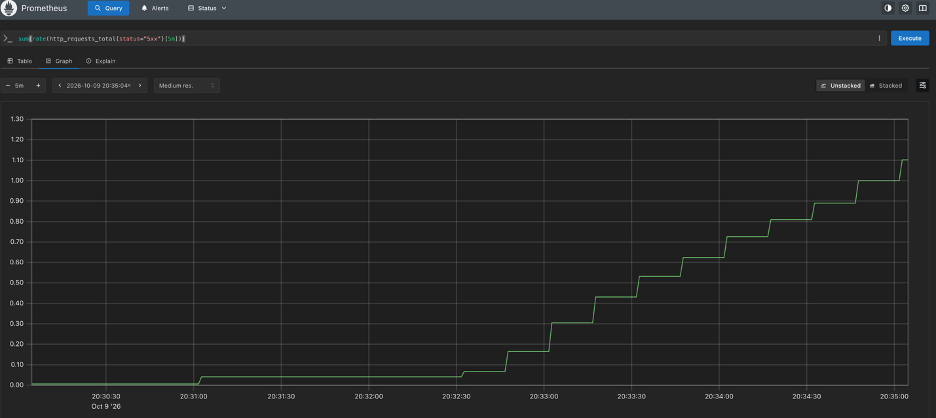 Prometheus Query Alerts Status
>_ sum(rate(http_requests_total{status="5xx"}[5m])) Execute
Table Graph Explain
− 5m + < 2026-10-09 20:35:04 > Medium res. Unstacked Stacked
1.30
1.20
1.10
1.00
0.90
0.80
0.70
0.60
0.50
0.40
0.30
0.20
0.10
0.00
20:30:30 20:31:00 20:31:30 20:32:00 20:32:30 20:33:00 20:33:30 20:34:00 20:34:30 20:35:00
Oct 9 '26